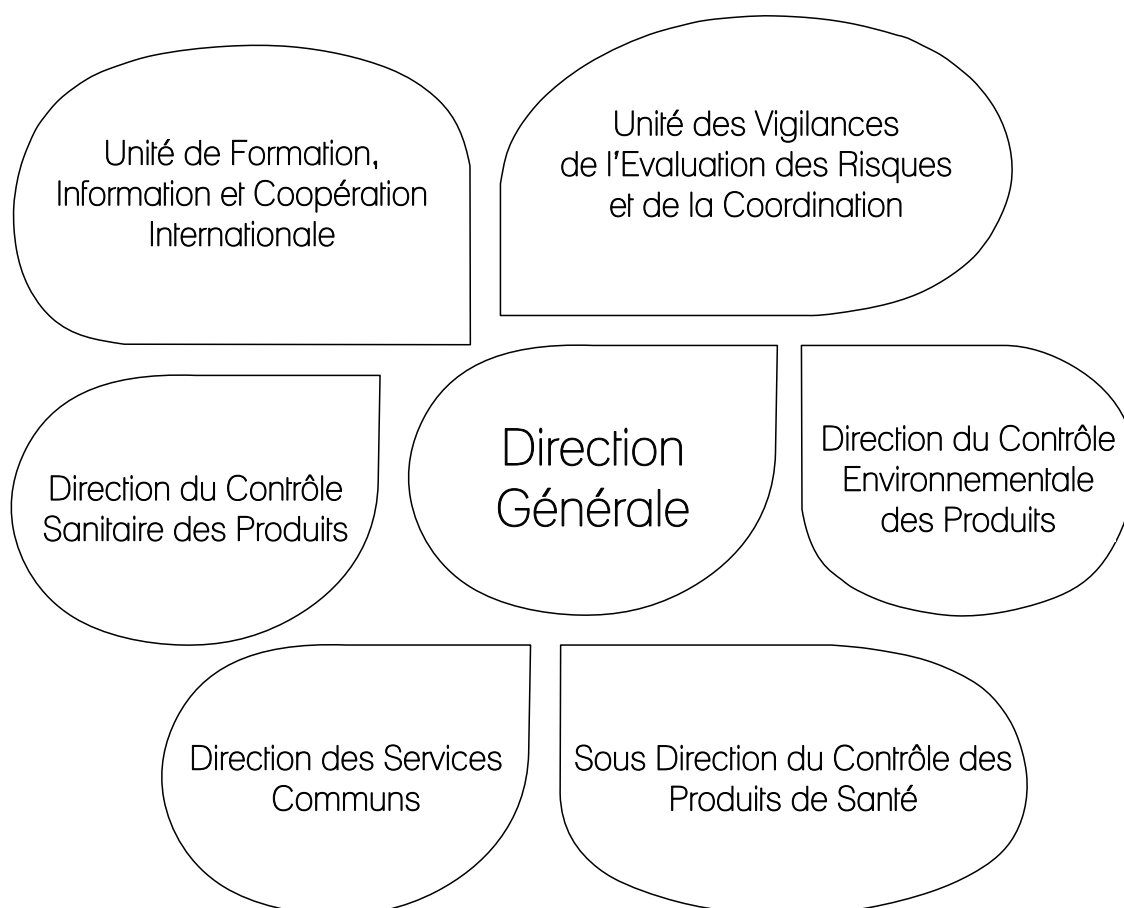 Unité de Formation,
Information et Coopération
Internationale
Unité des Vigilances
de l'Evaluation des Risques
et de la Coordination
Direction du Contrôle
Sanitaire des Produits
Direction
Générale
Direction du Contrôle
Environnementale
des Produits
Direction des Services
Communs
Sous Direction du Contrôle des
Produits de Santé